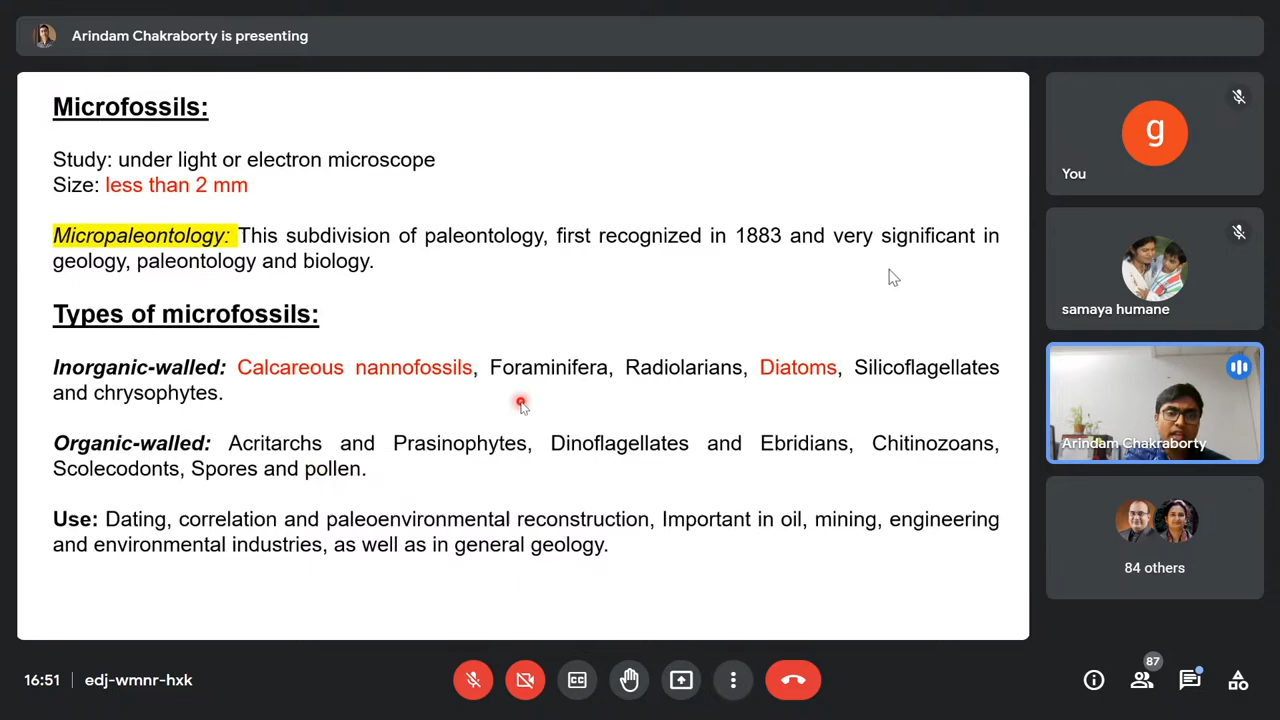 Arindam Chakraborty is presenting
Microfossils:
Study: under light or electron microscope
Size: less than 2 mm
Micropaleontology: This subdivision of paleontology, first recognized in 1883 and very significant in
geology, paleontology and biology.
Types of microfossils:
Inorganic-walled: Calcareous nannofossils, Foraminifera, Radiolarians, Diatoms, Silicoflagellates
and chrysophytes.
Organic-walled: Acritarchs and Prasinophytes, Dinoflagellates and Ebridians, Chitinozoans,
Scolecodonts, Spores and pollen.
Use: Dating, correlation and paleoenvironmental reconstruction, Important in oil, mining, engineering
and environmental industries, as well as in general geology.
g
You
samaya humane
Arindam Chakraborty
84 others
16:51
edj-wmnr-hxk
CC
87